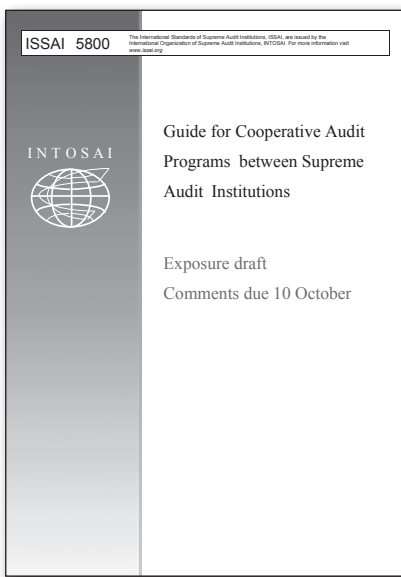 ISSAI 5800
The International Standards of Supreme Audit Institutions, ISSAI, are issued by the
International Organization of Supreme Audit Institutions, INTOSAI. For more information visit
www.issai.org
INTOSAI
Guide for Cooperative Audit
Programs between Supreme
Audit Institutions
Exposure draft
Comments due 10 October